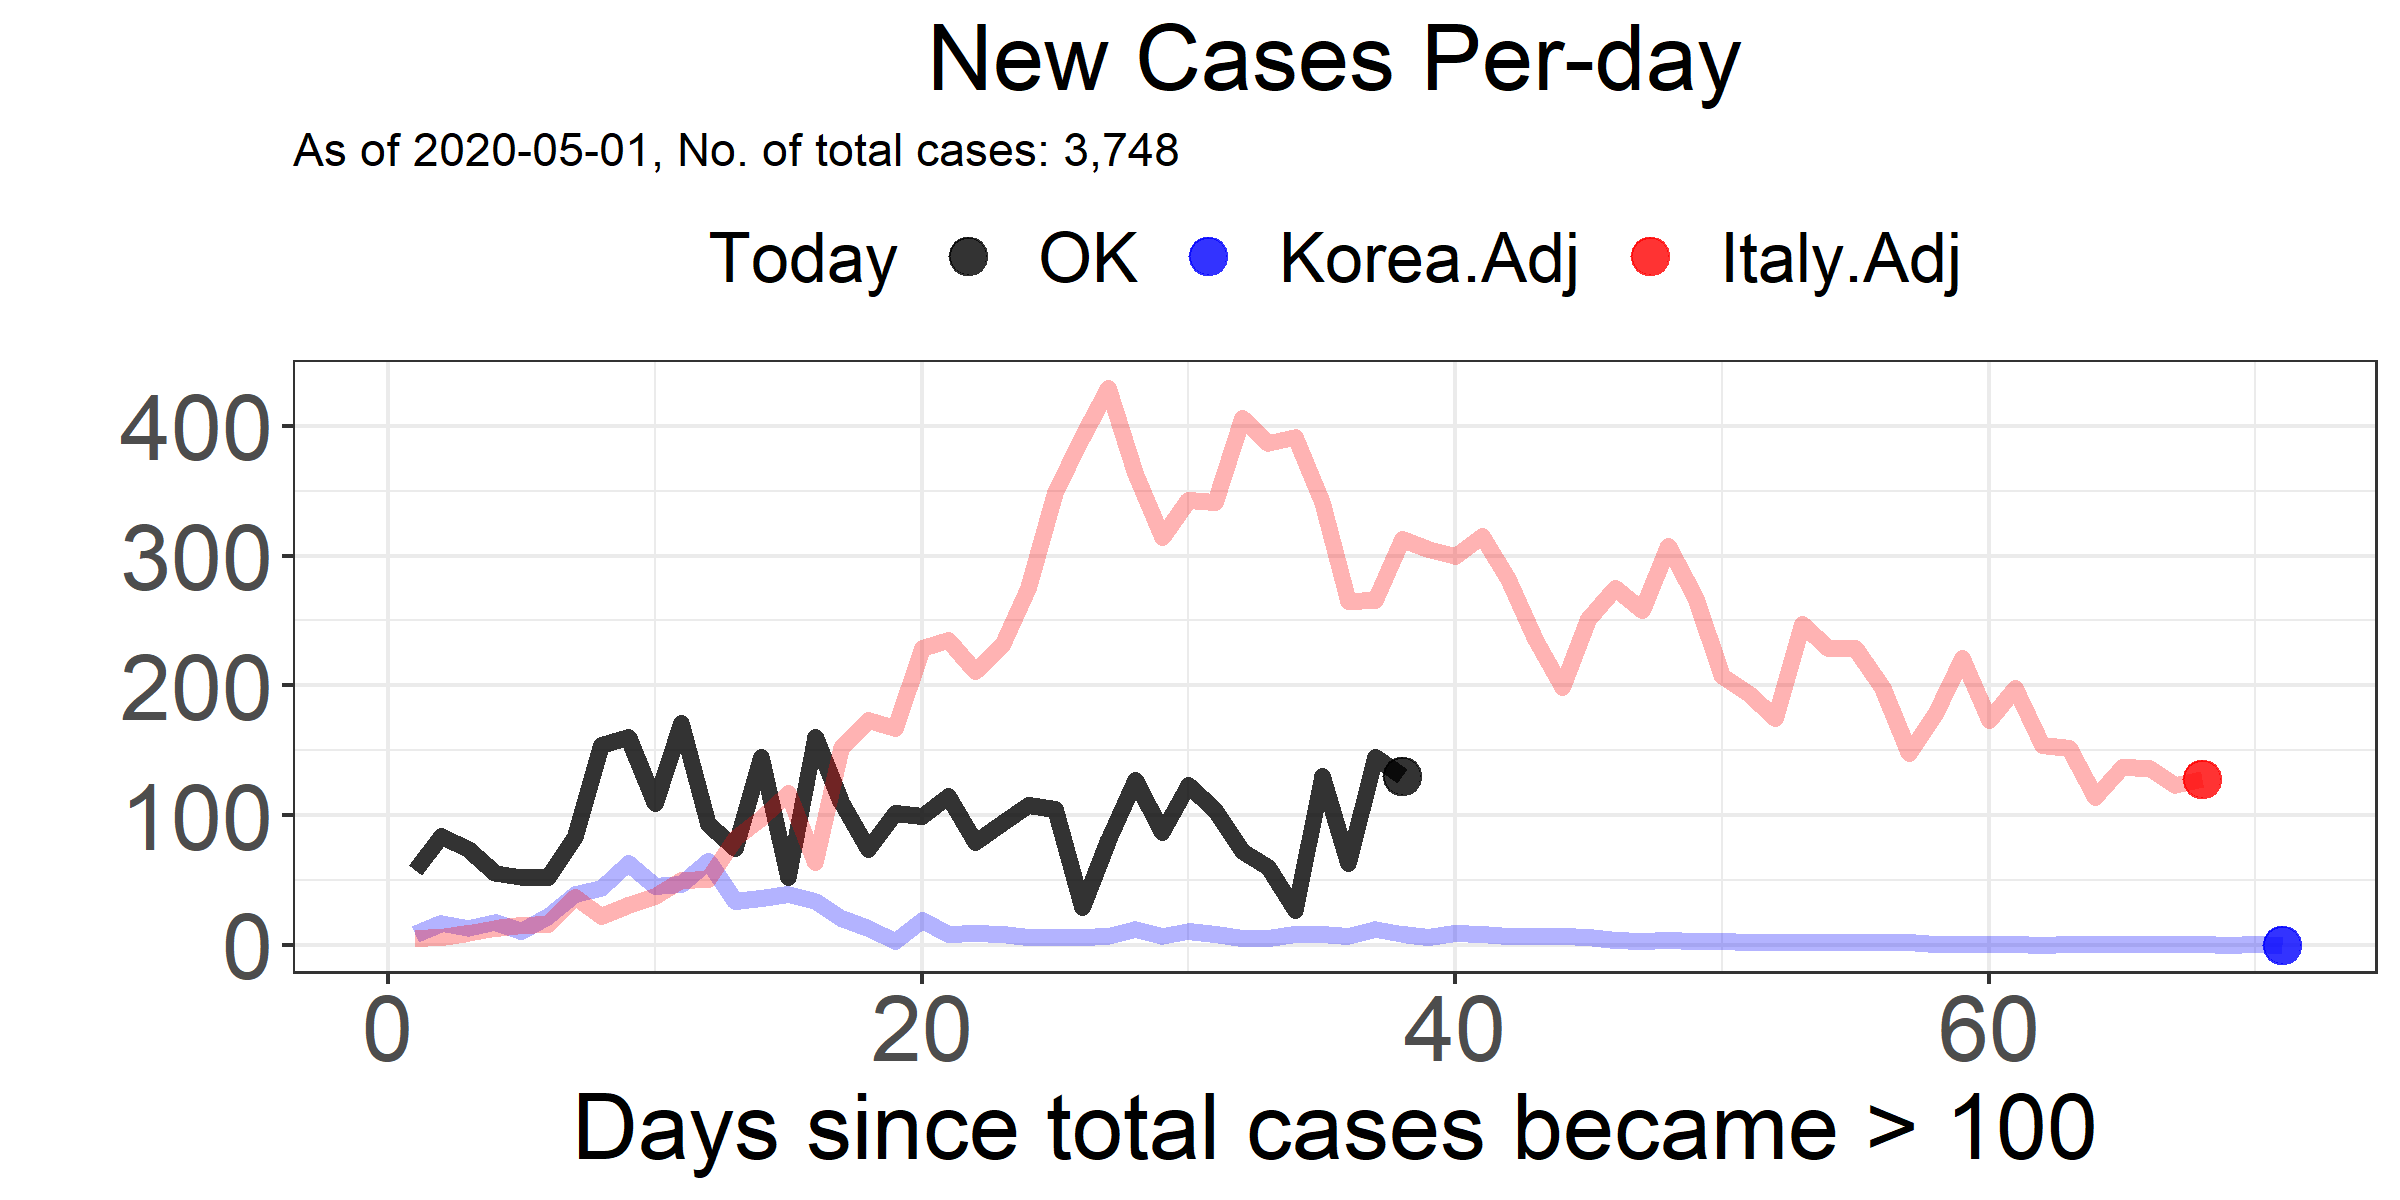 New Cases Per-day
As of 2020-05-01, No. of total cases: 3,748
Today OK Korea.Adj Italy.Adj
400
300
200
100
0
0 20 40 60
Days since total cases became > 100